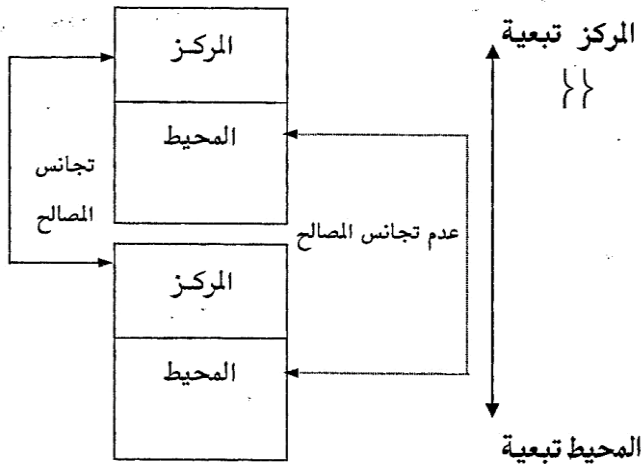 المركز تبعية
المركز
المحيط
تجانس
المصالح
عدم تجانس المصالح
المركز
المحيط
المحيط تبعية